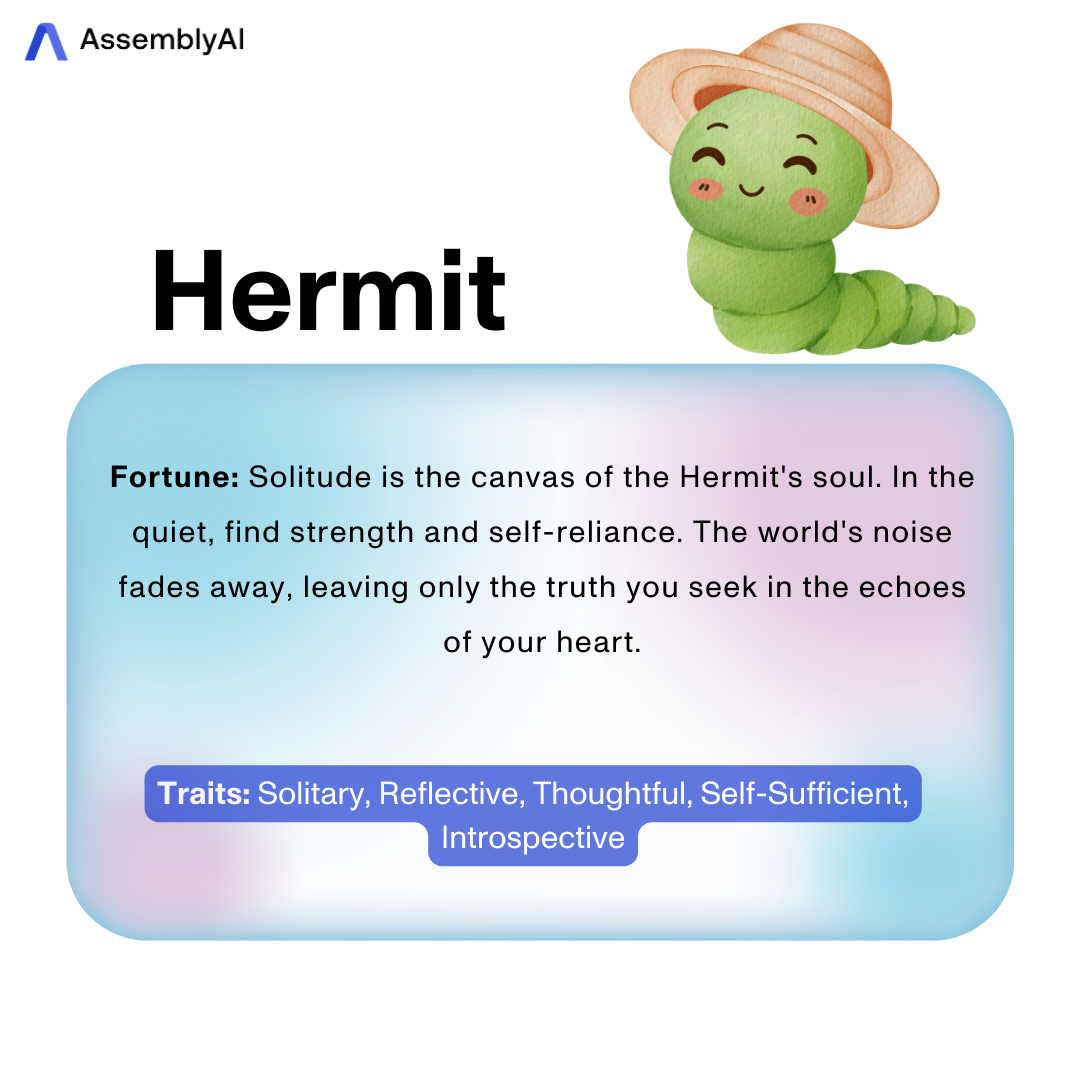 AssemblyAI
Hermit
Fortune: Solitude is the canvas of the Hermit's soul. In the
quiet, find strength and self-reliance. The world's noise
fades away, leaving only the truth you seek in the echoes
of your heart.
Traits: Solitary, Reflective, Thoughtful, Self-Sufficient,
Introspective